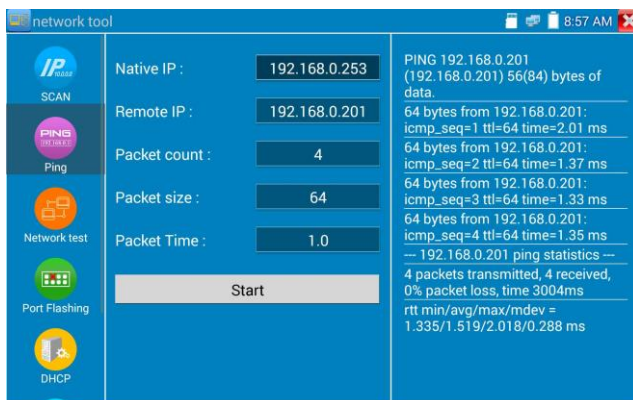 network tool
8:57 AM
IP
SCAN
PING
Ping
Network test
Port Flashing
DHCP
Native IP :
192.168.0.253
Remote IP :
192.168.0.201
Packet count :
4
Packet size :
64
Packet Time :
1.0
Start
PING 192.168.0.201
(192.168.0.201) 56(84) bytes of
data.
64 bytes from 192.168.0.201:
icmp_seq=1 ttl=64 time=2.01 ms
64 bytes from 192.168.0.201:
icmp_seq=2 ttl=64 time=1.37 ms
64 bytes from 192.168.0.201:
icmp_seq=3 ttl=64 time=1.33 ms
64 bytes from 192.168.0.201:
icmp_seq=4 ttl=64 time=1.35 ms
--- 192.168.0.201 ping statistics ---
4 packets transmitted, 4 received,
0% packet loss, time 3004ms
rtt min/avg/max/mdev =
1.335/1.519/2.018/0.288 ms